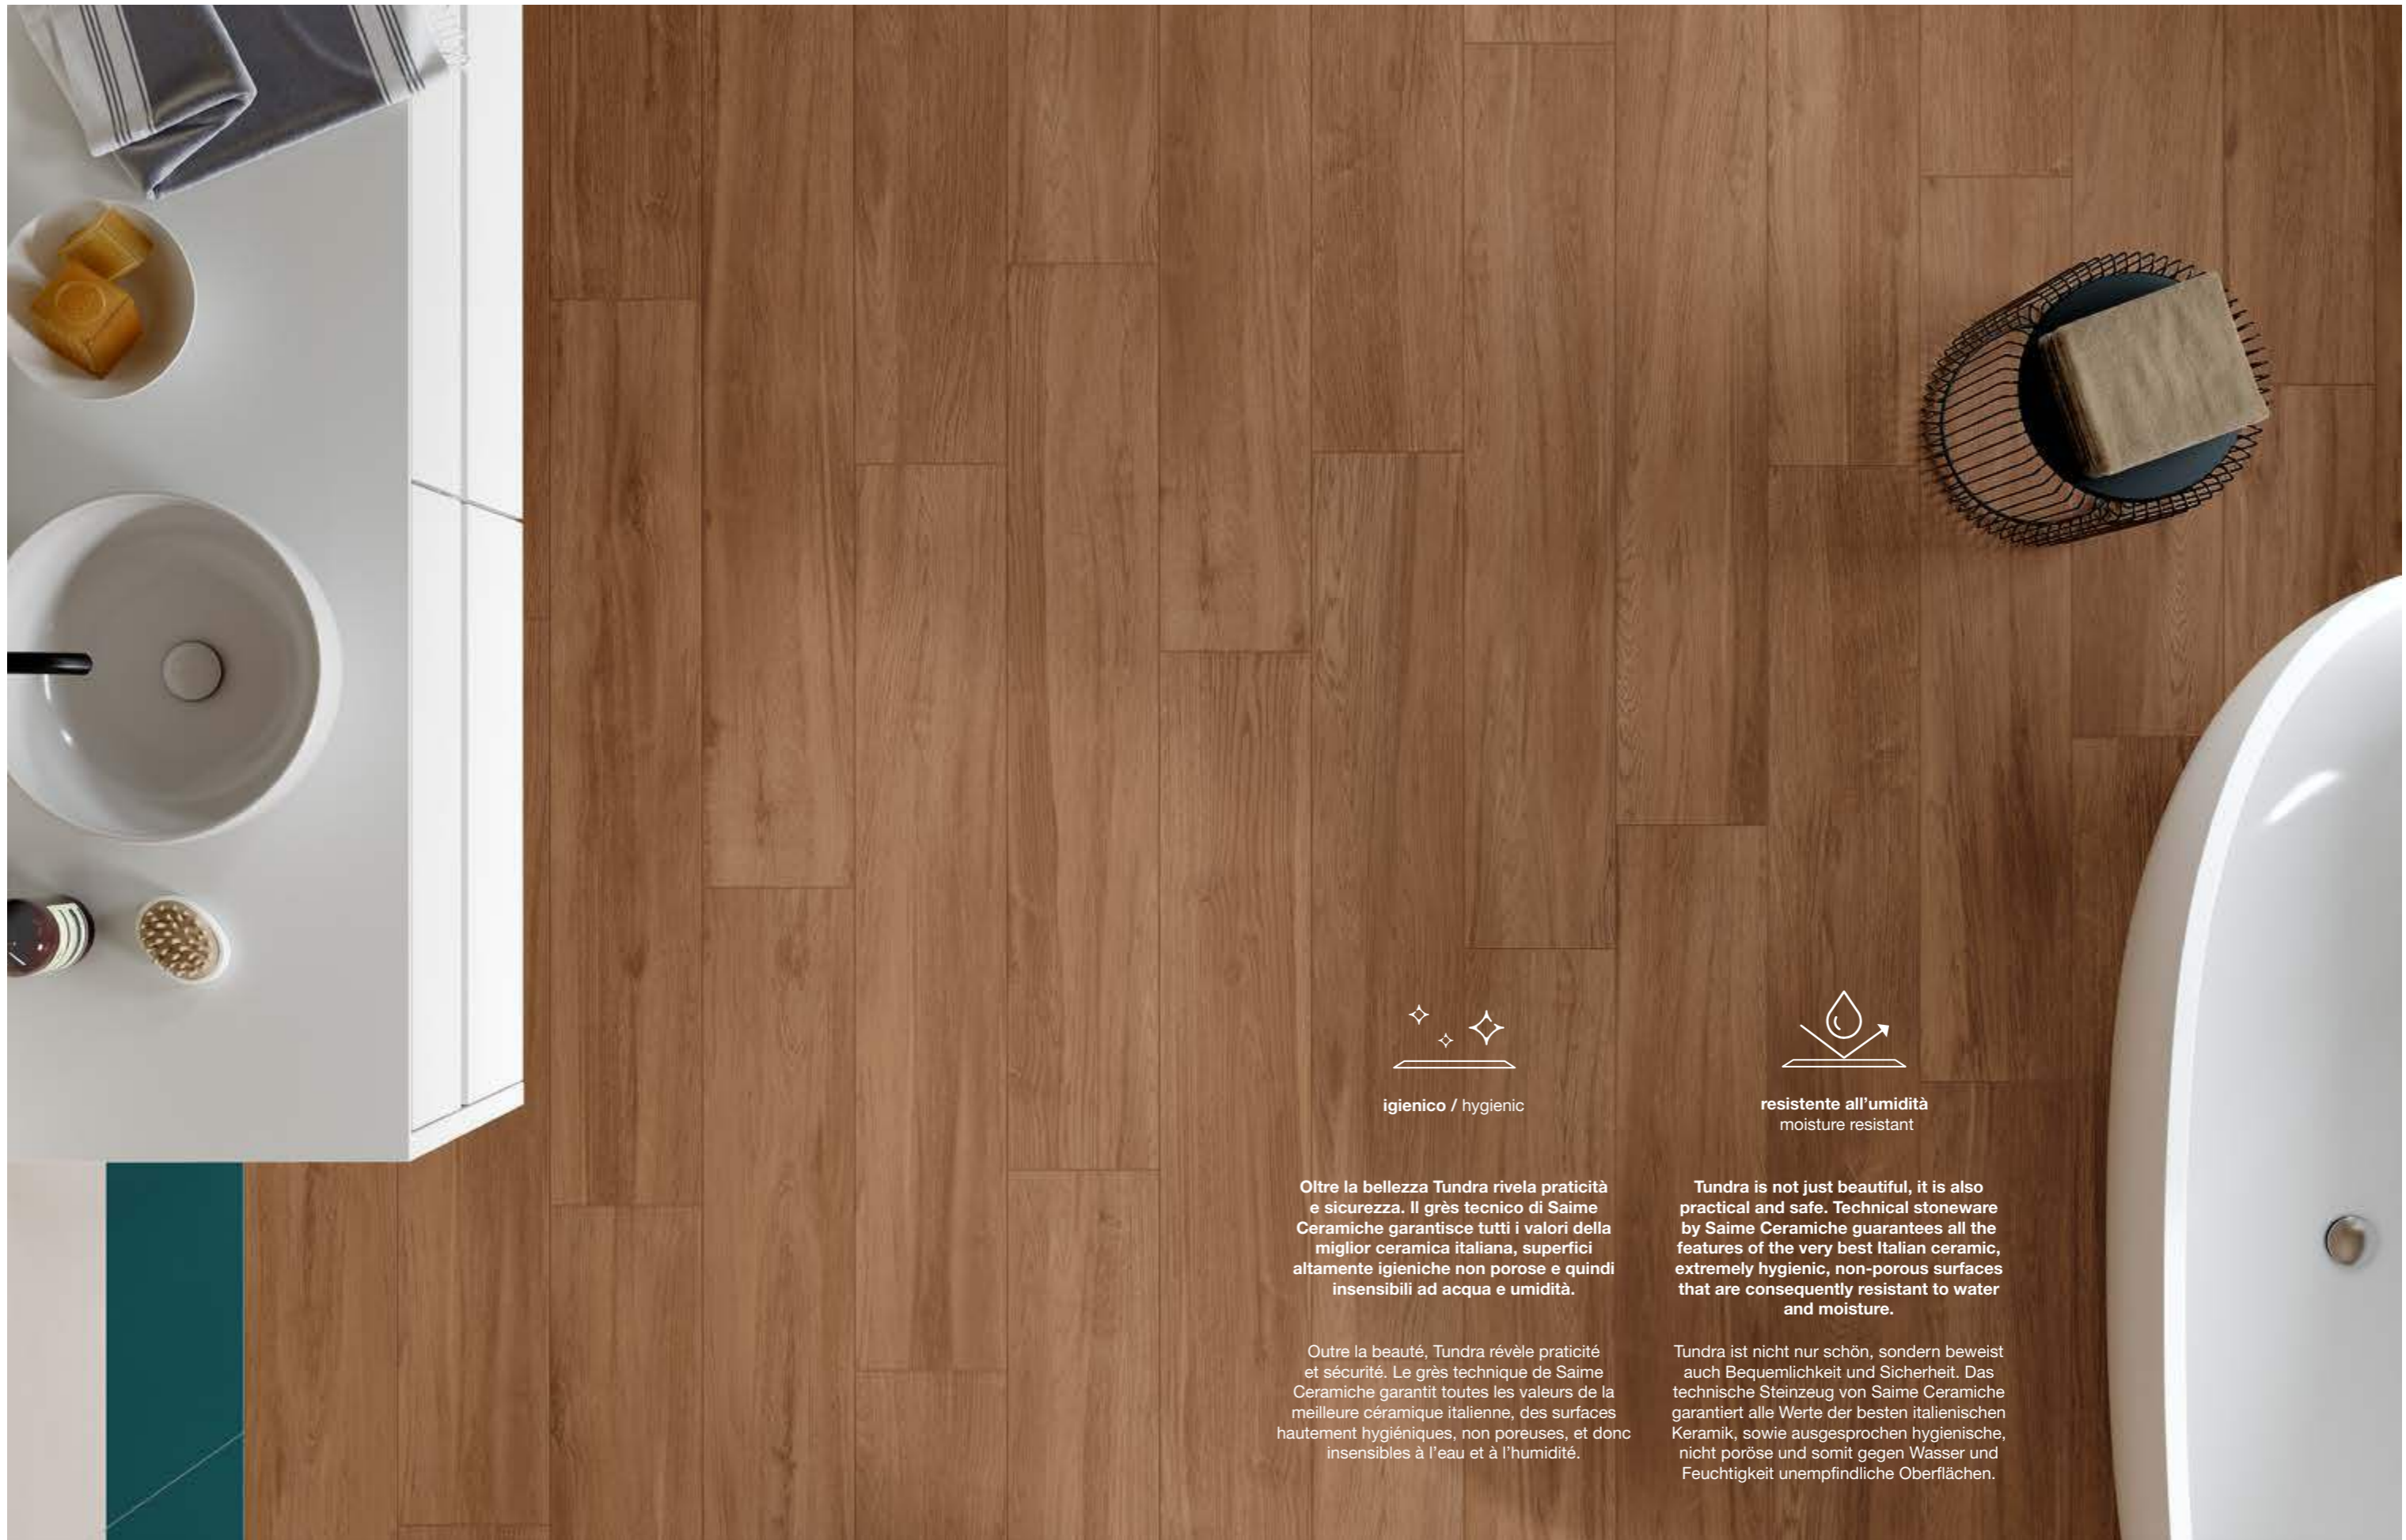 igienico / hygienic
Oltre la bellezza Tundra rivela praticità
e sicurezza. Il grès tecnico di Saime
Ceramiche garantisce tutti i valori della
miglior ceramica italiana, superfici
altamente igieniche non porose e quindi
insensibili ad acqua e umidità.
Outre la beauté, Tundra révèle praticité
et sécurité. Le grès technique de Saime
Ceramiche garantit toutes les valeurs de la
meilleure céramique italienne, des surfaces
hautement hygiéniques, non poreuses, et donc
insensibles à l’eau et à l’humidité.
resistente all’umidità
moisture resistant
Tundra is not just beautiful, it is also
practical and safe. Technical stoneware
by Saime Ceramiche guarantees all the
features of the very best Italian ceramic,
extremely hygienic, non-porous surfaces
that are consequently resistant to water
and moisture.
Tundra ist nicht nur schön, sondern beweist
auch Bequemlichkeit und Sicherheit. Das
technische Steinzeug von Saime Ceramiche
garantiert alle Werte der besten italienischen
Keramik, sowie ausgesprochen hygienische,
nicht poröse und somit gegen Wasser und
Feuchtigkeit unempfindliche Oberflächen.